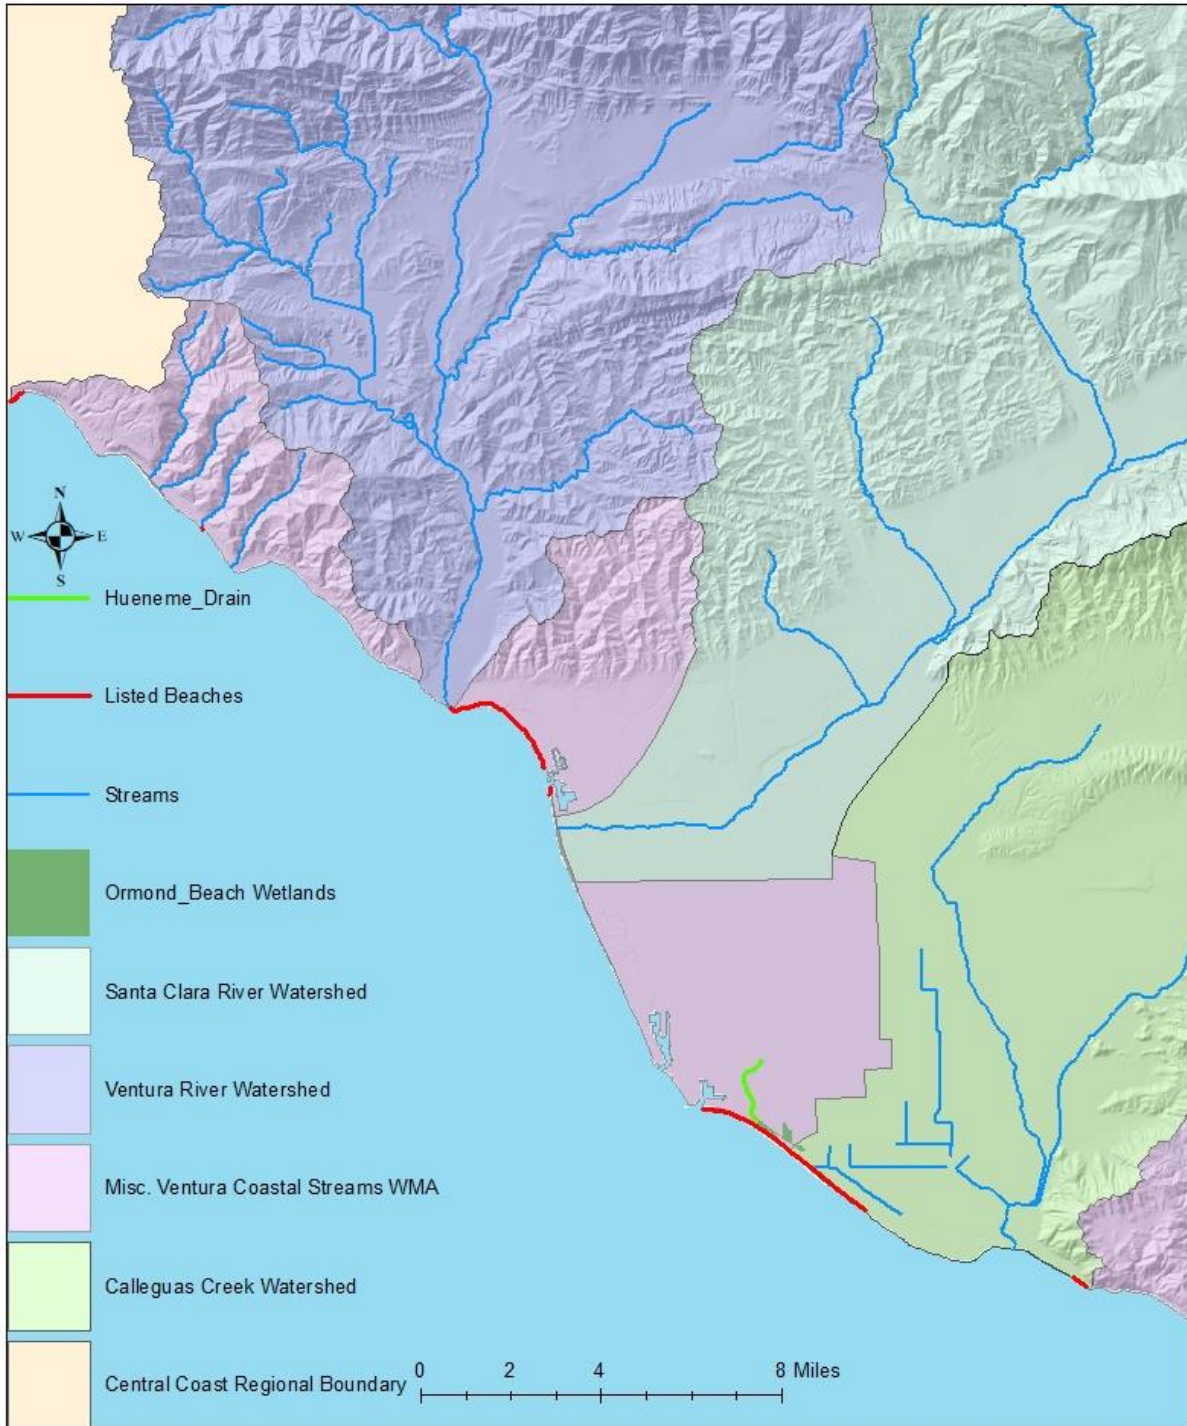 N
W E
S
Hueneme_Drain
Listed Beaches
Streams
Ormond_Beach Wetlands
Santa Clara River Watershed
Ventura River Watershed
Misc. Ventura Coastal Streams WMA
Calleguas Creek Watershed
Central Coast Regional Boundary
0 2 4 8 Miles